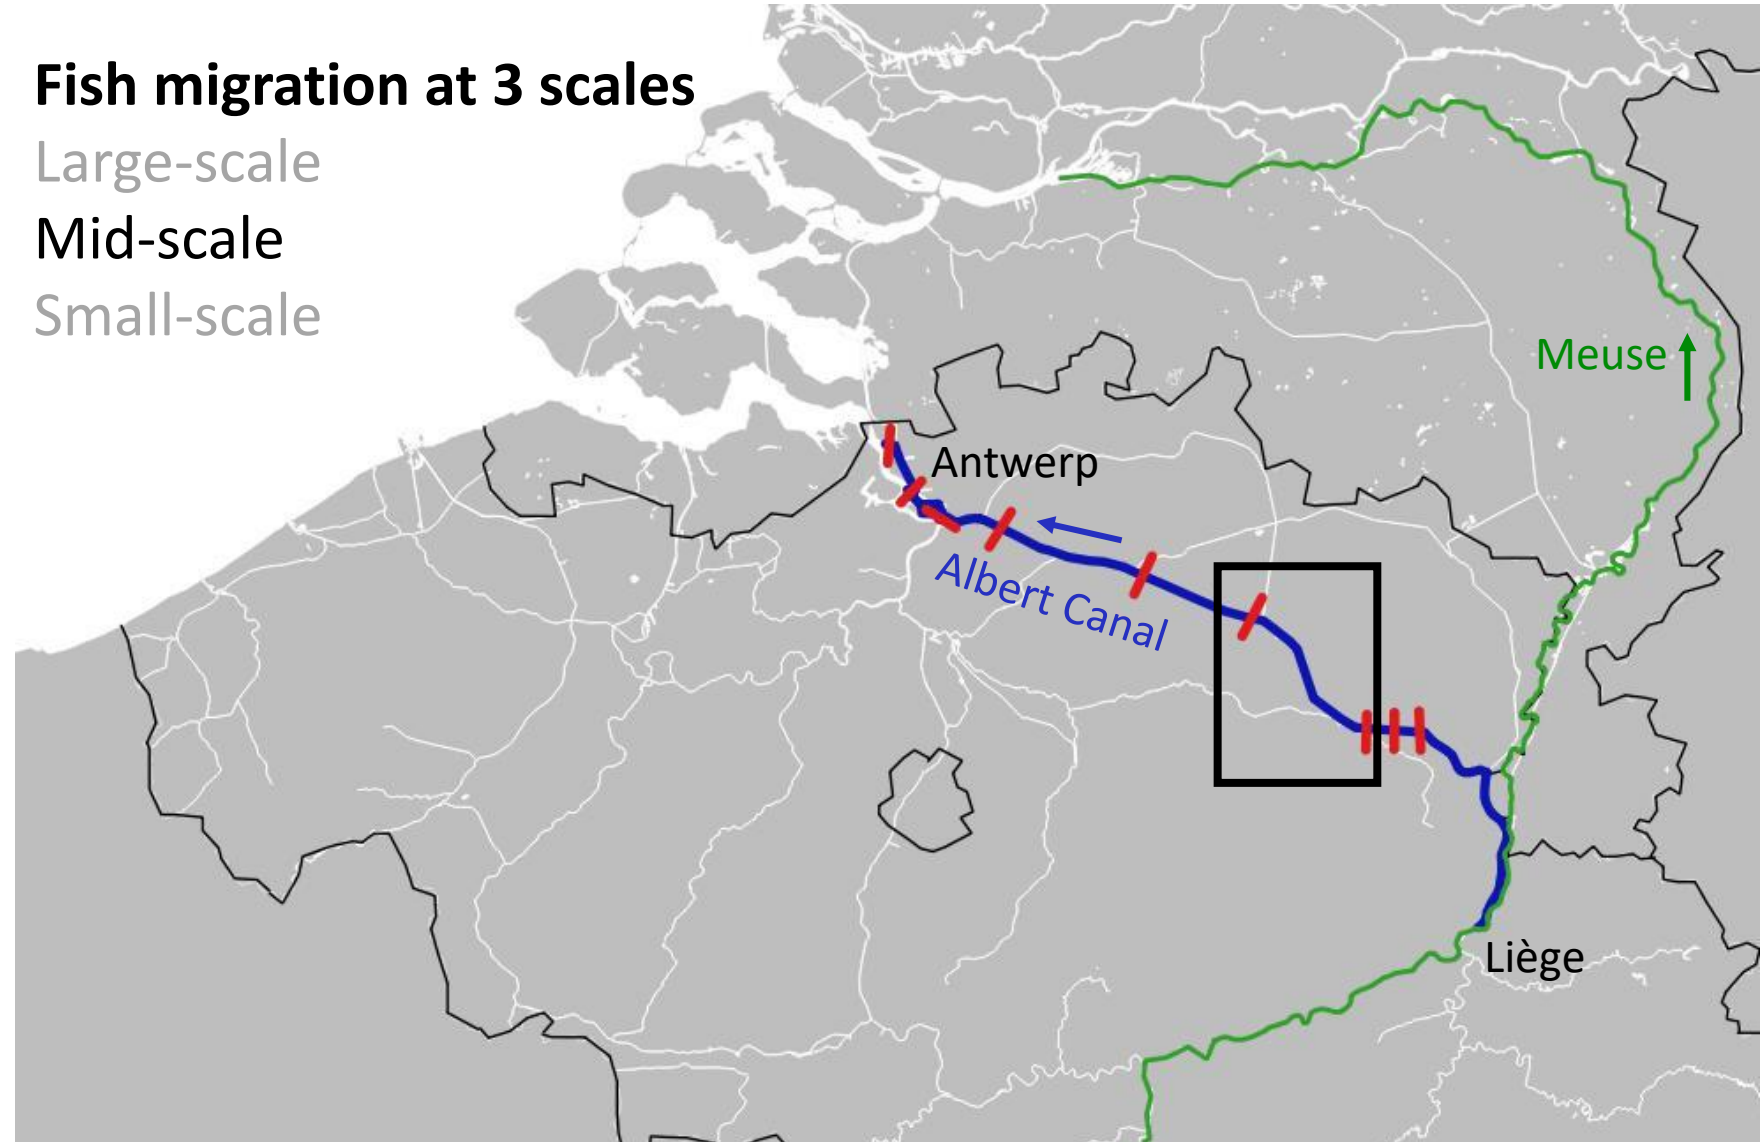 Fish migration at 3 scales
Large-scale
Mid-scale
Small-scale
Meuse
Antwerp
Albert Canal
Liège